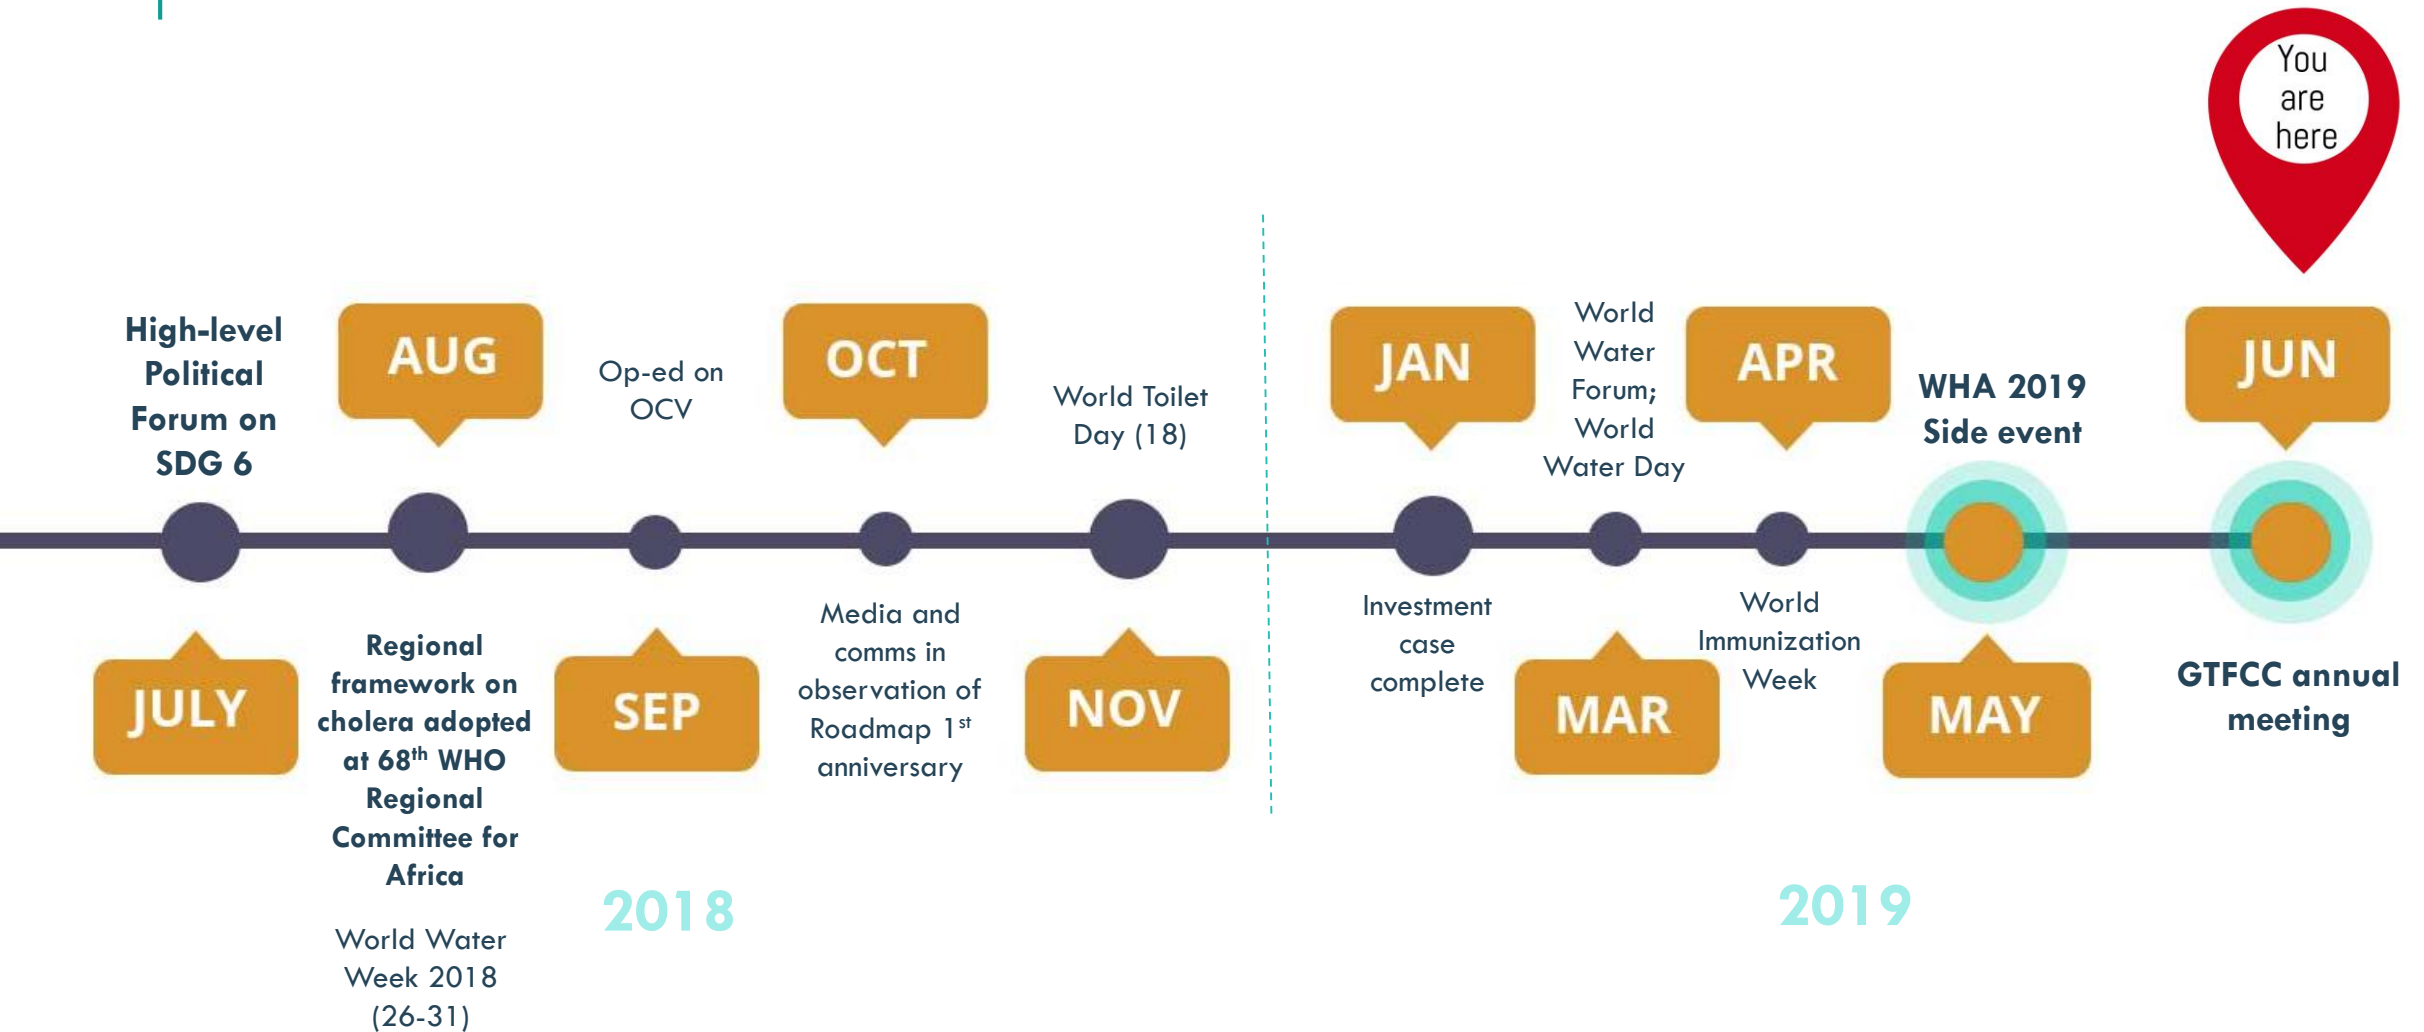 You
are
here
High-level
Political
Forum on
SDG 6
AUG
Op-ed on
OCV
OCT
World Toilet
Day (18)
JAN
World
Water
Forum;
World
Water Day
APR
WHA 2019
Side event
JUN
JULY
Regional
framework on
cholera adopted
at 68th WHO
Regional
Committee for
Africa
World Water
Week 2018
(26-31)
SEP
Media and
comms in
observation of
Roadmap 1st
anniversary
NOV
Investment
case
complete
MAR
World
Immunization
Week
MAY
GTFCC annual
meeting
2018
2019